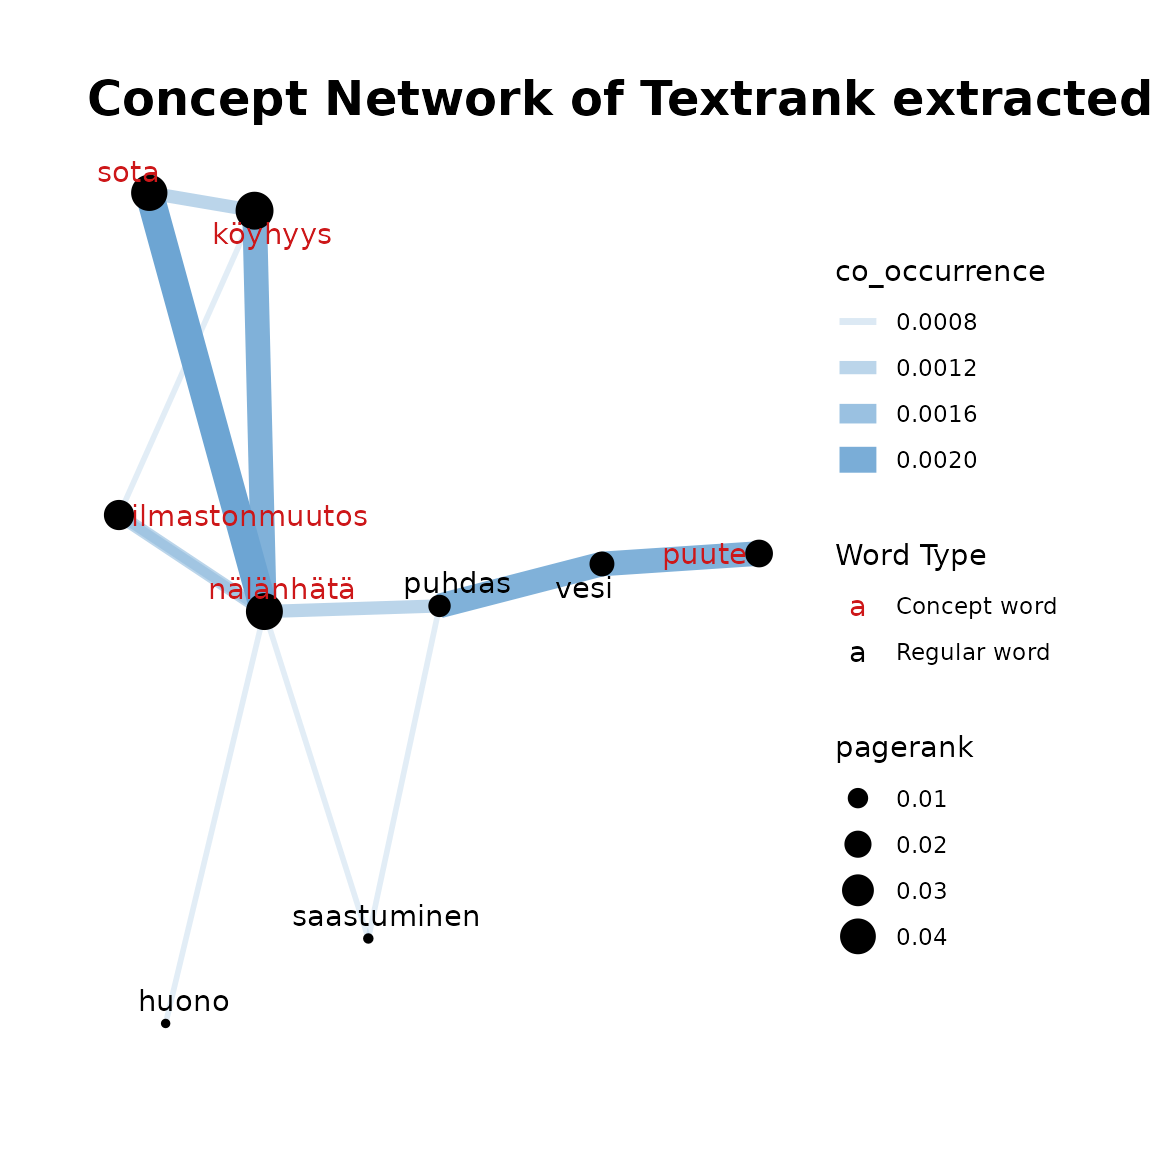 Concept Network of Textrank extracted
sota
köyhyys
ilmastonmuutos
nälänhätä
puhdas
vesi
puute
saastuminen
huono
co_occurrence
0.0008
0.0012
0.0016
0.0020
Word Type
a Concept word
a Regular word
pagerank
0.01
0.02
0.03
0.04